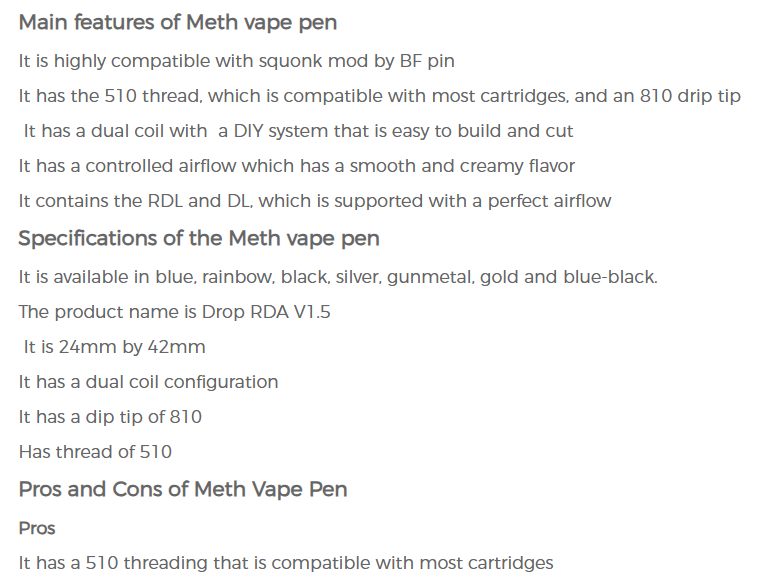 Main features of Meth vape pen
It is highly compatible with squonk mod by BF pin
It has the 510 thread, which is compatible with most cartridges, and an 810 drip tip
It has a dual coil with  a DIY system that is easy to build and cut
It has a controlled airflow which has a smooth and creamy flavor
It contains the RDL and DL, which is supported with a perfect airflow
Specifications of the Meth vape pen
It is available in blue, rainbow, black, silver, gunmetal, gold and blue-black.
The product name is Drop RDA V1.5
It is 24mm by 42mm
It has a dual coil configuration
It has a dip tip of 810
Has thread of 510
Pros and Cons of Meth Vape Pen
Pros
It has a 510 threading that is compatible with most cartridges